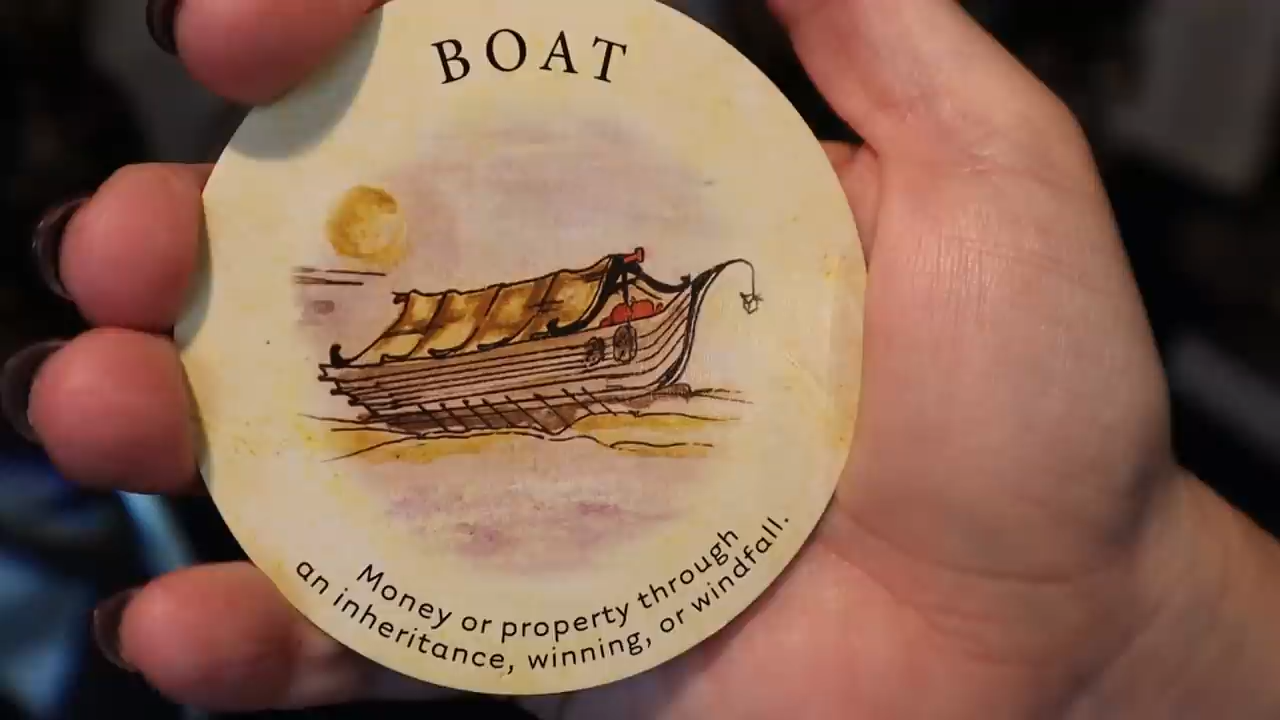 BOAT
Money or property through
an inheritance, winning, or windfall.